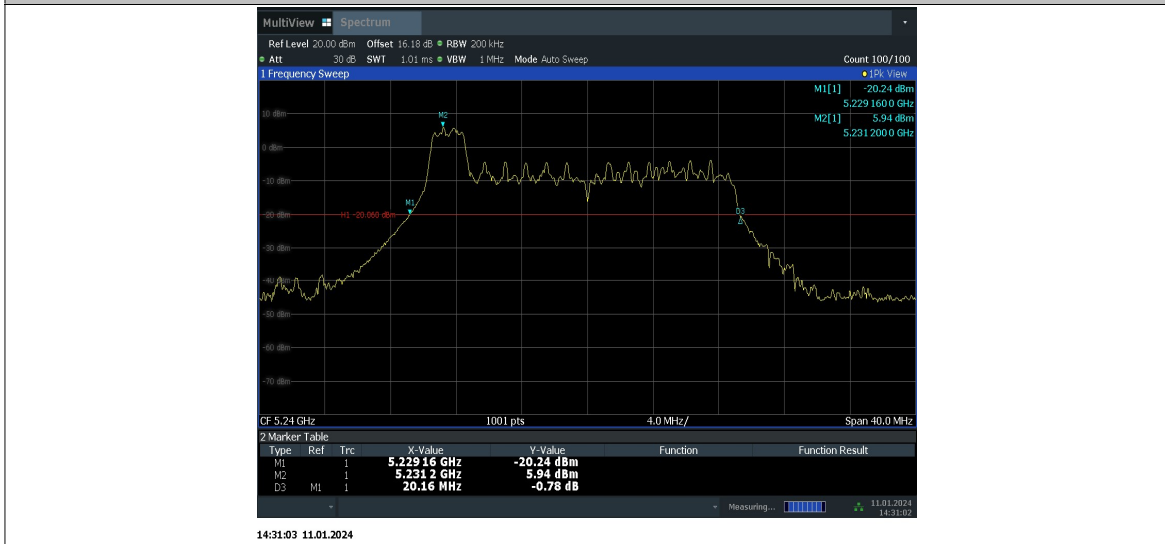 MultiView Spectrum
Ref Level 20.00 dBm Offset 16.18 dB RBW 200 kHz
Att 30 dB SWT 1.01 ms VBW 1 MHz Mode Auto Sweep Count 100/100
1 Frequency Sweep 1Pk View
M1[1] -20.24 dBm
5.229 160 0 GHz
M2[1] 5.94 dBm
5.231 200 0 GHz
10 dBm
M2
0 dBm
-10 dBm
M1
D3
-20 dBm H1 -20.060 dBm
-30 dBm
-40 dBm
-50 dBm
-60 dBm
-70 dBm
CF 5.24 GHz 1001 pts 4.0 MHz/ Span 40.0 MHz
2 Marker Table
Type Ref Trc X-Value Y-Value Function Function Result
M1 1 5.229 16 GHz -20.24 dBm
M2 1 5.231 2 GHz 5.94 dBm
D3 M1 1 20.16 MHz -0.78 dB
Measuring... 11.01.2024
14:31:02
14:31:03 11.01.2024